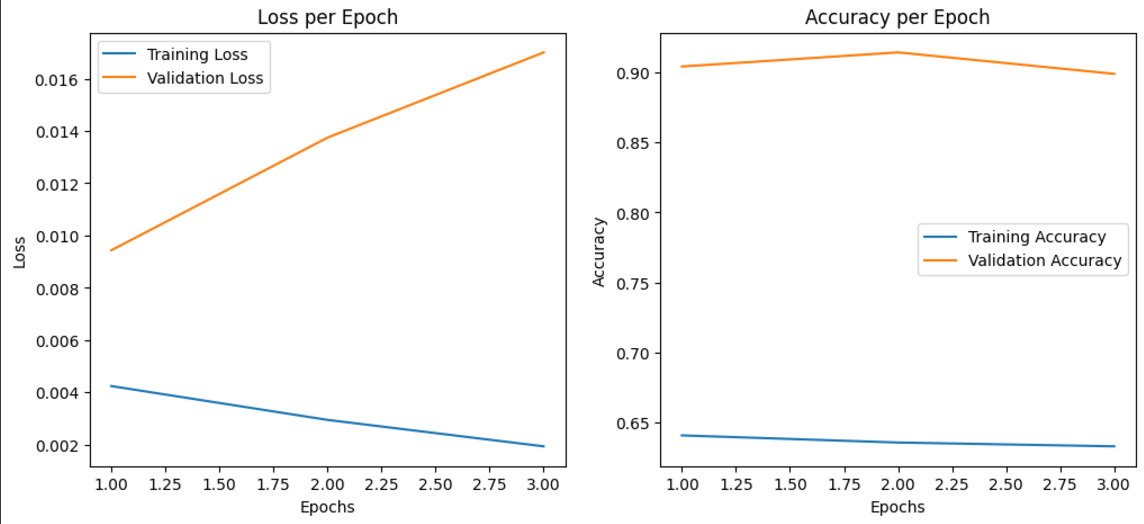 Loss per Epoch
Training Loss
Validation Loss
0.016
0.014
0.012
0.010
0.008
0.006
0.004
0.002
Loss
1.00 1.25 1.50 1.75 2.00 2.25 2.50 2.75 3.00
Epochs
Accuracy per Epoch
0.90
0.85
0.80
0.75
0.70
0.65
Accuracy
Training Accuracy
Validation Accuracy
1.00 1.25 1.50 1.75 2.00 2.25 2.50 2.75 3.00
Epochs